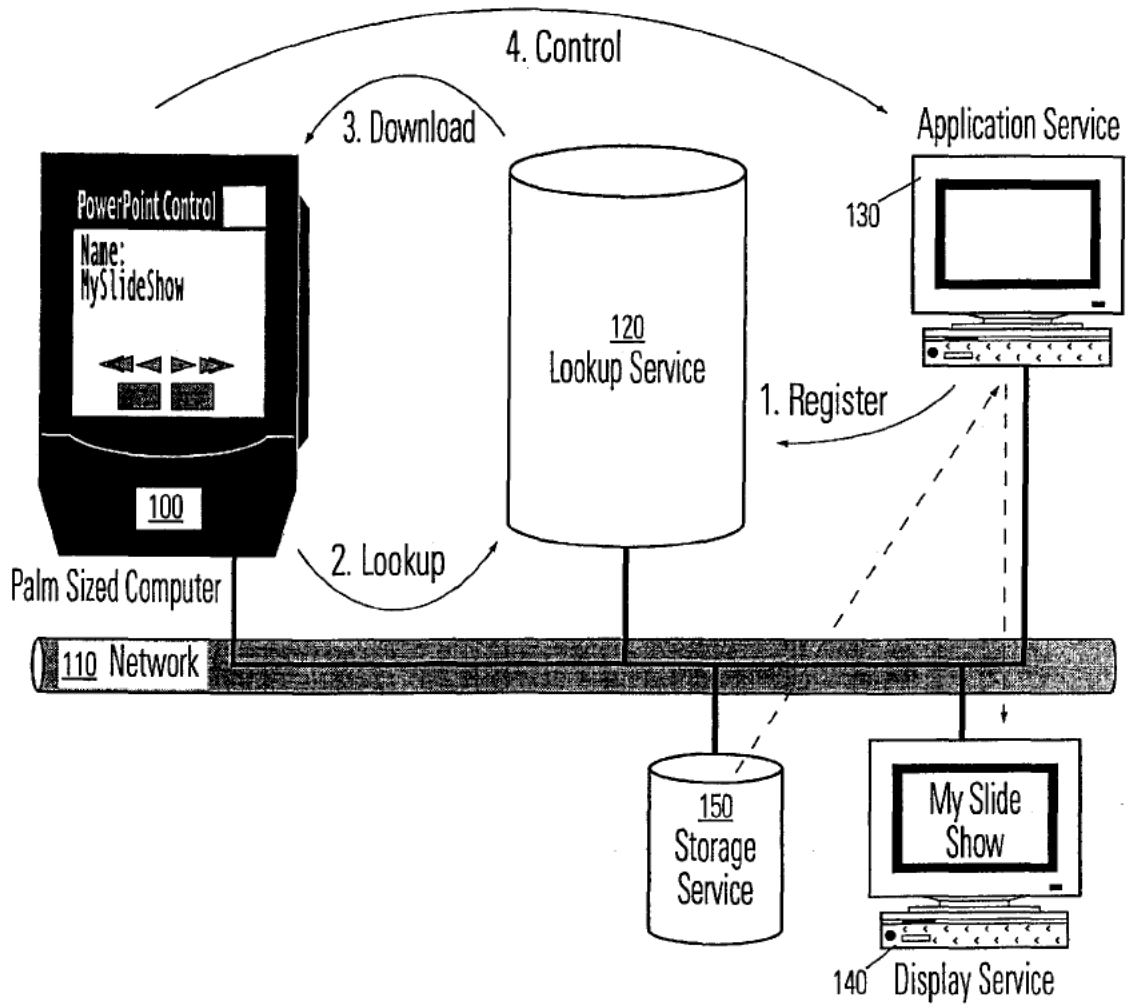 4. Control
3. Download
Application Service
130
PowerPoint Control
Name:
MySlideShow
120
Lookup Service
1. Register
100
2. Lookup
Palm Sized Computer
110 Network
150
Storage
Service
My Slide
Show
140
Display Service